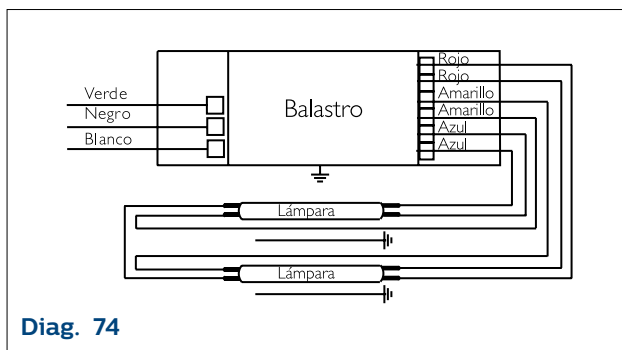 Verde
Negro
Blanco
Balastro
Rojo
Rojo
Amarillo
Amarillo
Azul
Azul
Lámpara
Lámpara
Diag. 74